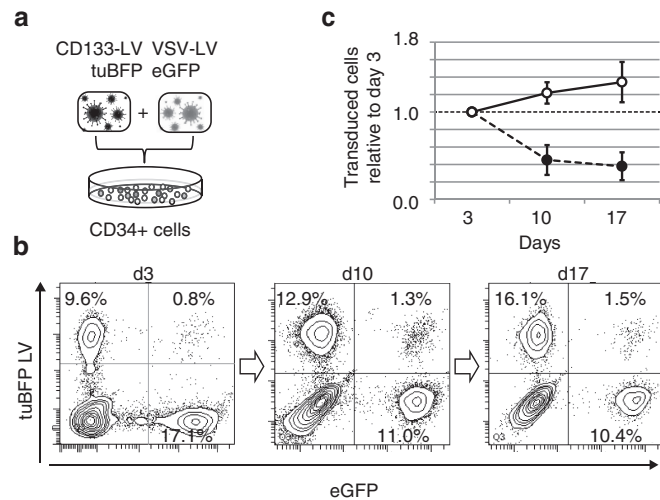 a
CD133-LV VSV-LV
tuBFP eGFP
+
CD34+ cells
c
Transduced cells
relative to day 3
1.8
1.0
0.0
3 10 17
Days
b
d3 d10 d17
9.6% 0.8% 12.9% 1.3% 16.1% 1.5%
17.1% 11.0% 10.4%
Q3
tuBFP LV
eGFP